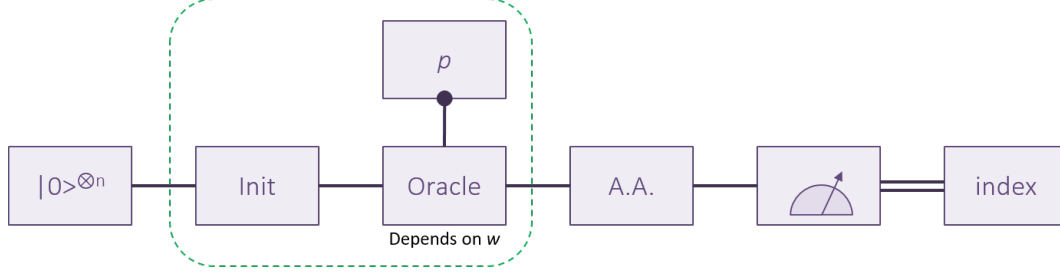 p
|0>⊗n
Init
Oracle
A.A.
index
Depends on w